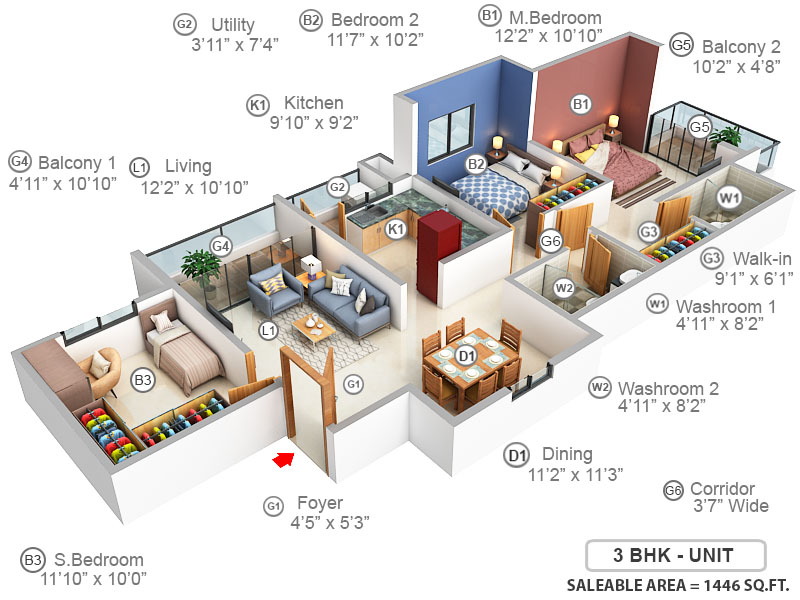 G2 Utility
3'11” x 7'4”
B2 Bedroom 2
11'7” x 10'2”
B1 M.Bedroom
12'2” x 10'10”
G5 Balcony 2
10'2” x 4'8”
K1 Kitchen
9'10” x 9'2”
G4 Balcony 1
4'11” x 10'10”
L1 Living
12'2” x 10'10”
B1
G5
B2
G2
W1
K1
G3
G6
G4
G3 Walk-in
9'1” x 6'1”
W2
W1 Washroom 1
4'11” x 8'2”
L1
D1
B3
G1
W2 Washroom 2
4'11” x 8'2”
D1 Dining
11'2” x 11'3”
G6 Corridor
3'7” Wide
G1 Foyer
4'5” x 5'3”
B3 S.Bedroom
11'10” x 10'0”
3 BHK - UNIT
SALEABLE AREA = 1446 SQ.FT.